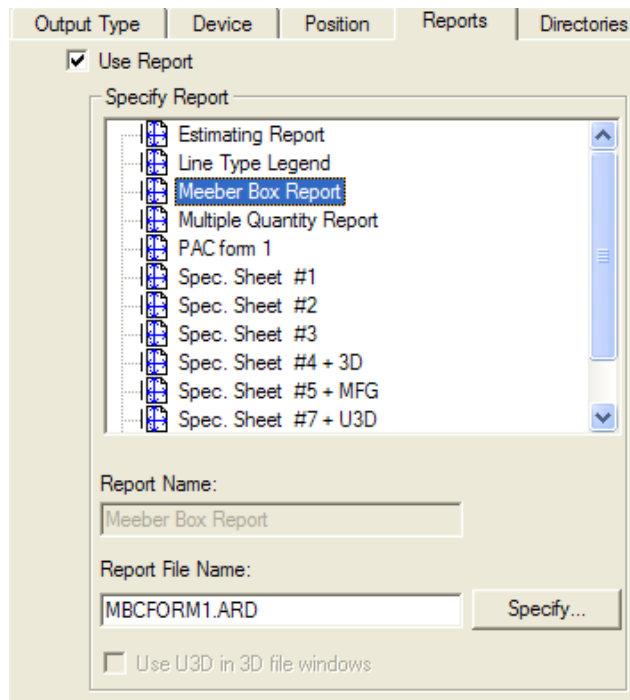 Output Type Device Position Reports Directories
Use Report
Specify Report
Estimating Report
Line Type Legend
Meeber Box Report
Multiple Quantity Report
PAC form 1
Spec. Sheet #1
Spec. Sheet #2
Spec. Sheet #3
Spec. Sheet #4 + 3D
Spec. Sheet #5 + MFG
Spec. Sheet #7 + U3D
Report Name:
Meeber Box Report
Report File Name:
MBCFORM1.ARD Specify...
Use U3D in 3D file windows